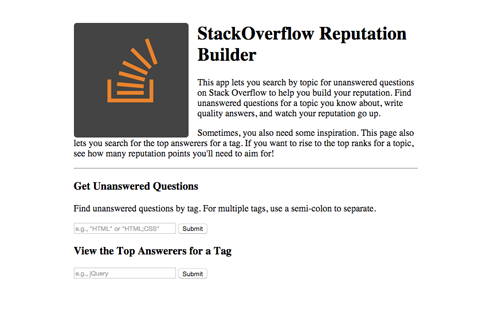 StackOverflow Reputation
Builder
This app lets you search by topic for unanswered questions
on Stack Overflow to help you build your reputation. Find
unanswered questions for a topic you know about, write
quality answers, and watch your reputation go up.
Sometimes, you also need some inspiration. This page also
lets you search for the top answerers for a tag. If you want to rise to the top ranks for a topic,
see how many reputation points you'll need to aim for!
Get Unanswered Questions
Find unanswered questions by tag. For multiple tags, use a semi-colon to separate.
e.g., "HTML" or "HTML;CSS" Submit
View the Top Answerers for a Tag
e.g., jQuery Submit